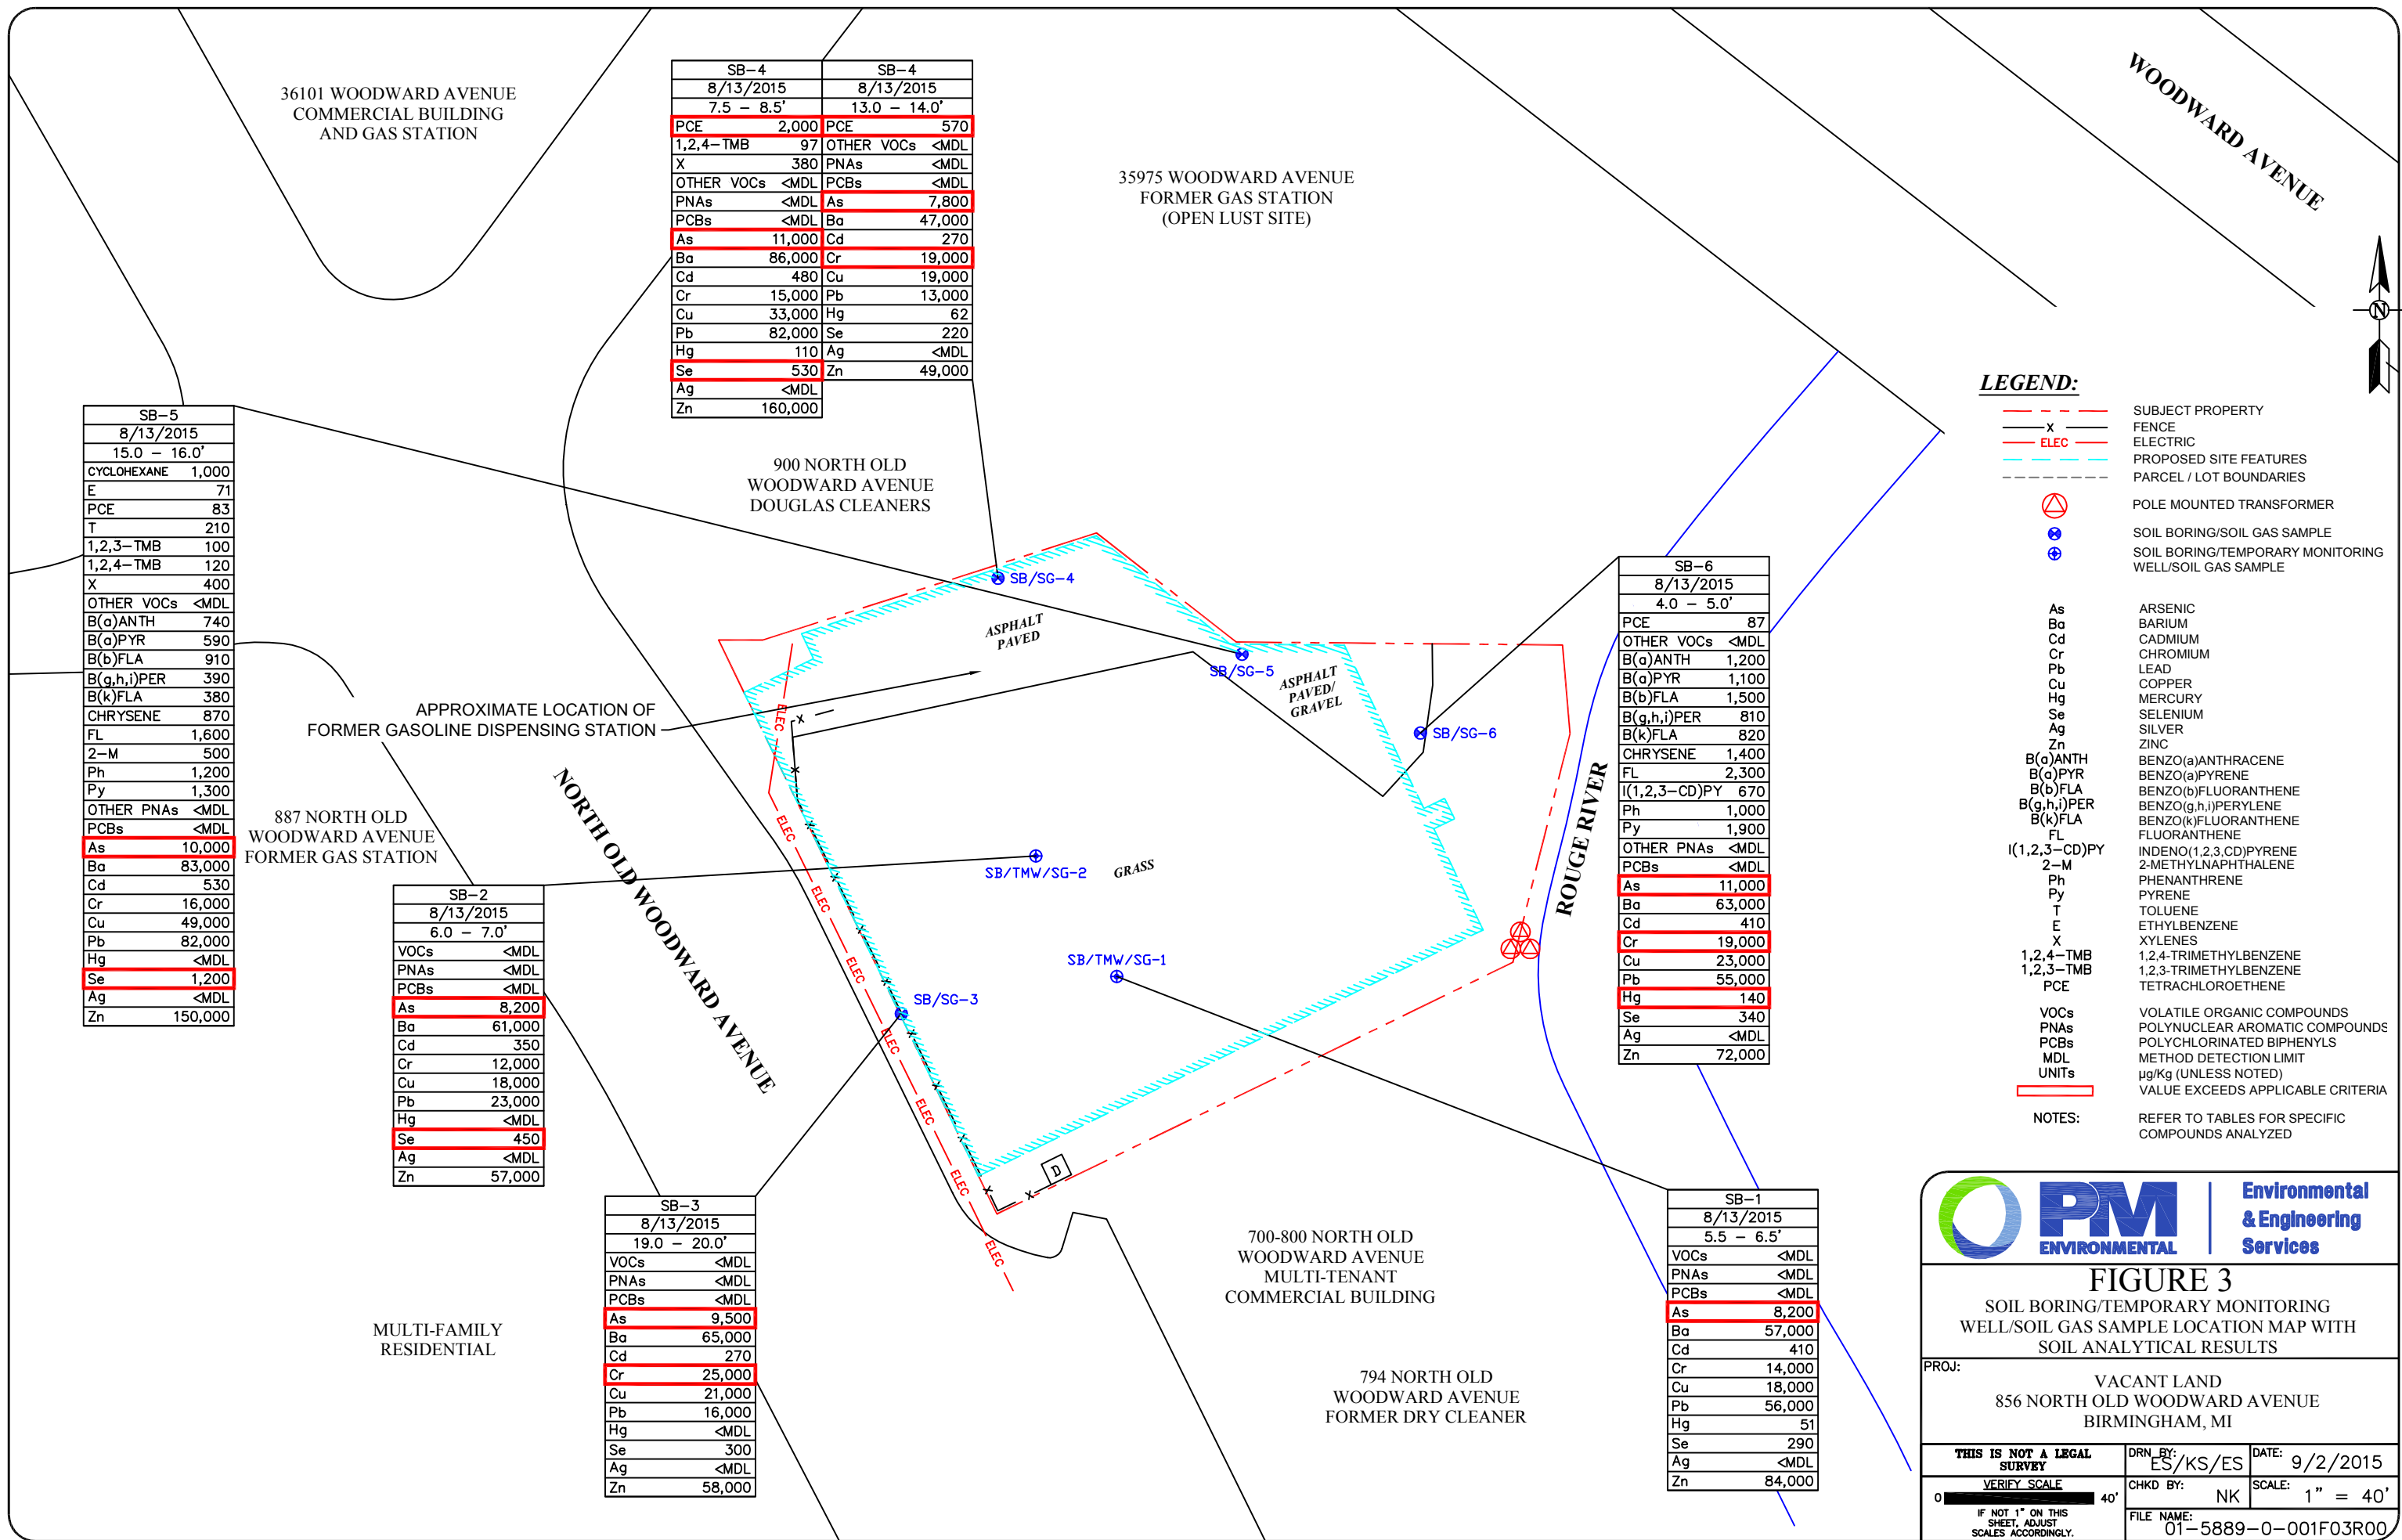 36101 WOODWARD AVENUE
COMMERCIAL BUILDING
AND GAS STATION
SB-4 SB-4
8/13/2015 8/13/2015
7.5 - 8.5' 13.0 - 14.0'
PCE 2,000 PCE 570
1,2,4-TMB 97 OTHER VOCs <MDL
X 380 PNAs <MDL
OTHER VOCs <MDL PCBs <MDL
PNAs <MDL As 7,800
PCBs <MDL Ba 47,000
As 11,000 Cd 270
Ba 86,000 Cr 19,000
Cd 480 Cu 19,000
Cr 15,000 Pb 13,000
Cu 33,000 Hg 62
Pb 82,000 Se 220
Hg 110 Ag <MDL
Se 530 Zn 49,000
Ag <MDL
Zn 160,000
35975 WOODWARD AVENUE
FORMER GAS STATION
(OPEN LUST SITE)
WOODWARD AVENUE
N
SB-5
8/13/2015
15.0 - 16.0'
CYCLOHEXANE 1,000
E 71
PCE 83
T 210
1,2,3-TMB 100
1,2,4-TMB 120
X 400
OTHER VOCs <MDL
B(a)ANTH 740
B(a)PYR 590
B(b)FLA 910
B(g,h,i)PER 390
B(k)FLA 380
CHRYSENE 870
FL 1,600
2-M 500
Ph 1,200
Py 1,300
OTHER PNAs <MDL
PCBs <MDL
As 10,000
Ba 83,000
Cd 530
Cr 16,000
Cu 49,000
Pb 82,000
Hg <MDL
Se 1,200
Ag <MDL
Zn 150,000
900 NORTH OLD
WOODWARD AVENUE
DOUGLAS CLEANERS
SB/SG-4
ASPHALT
PAVED
SB/SG-5
ASPHALT
PAVED/
GRAVEL
SB/SG-6
APPROXIMATE LOCATION OF
FORMER GASOLINE DISPENSING STATION
887 NORTH OLD
WOODWARD AVENUE
FORMER GAS STATION
NORTH OLD WOODWARD AVENUE
ELEC
X
X
ELEC
X
ELEC
X
X
ELEC
X
ELEC
X
X
ELEC
X
ELEC
X
X
ELEC
SB/TMW/SG-2
GRASS
SB/TMW/SG-1
SB/SG-3
D
ROUGE RIVER
SB-2
8/13/2015
6.0 - 7.0'
VOCs <MDL
PNAs <MDL
PCBs <MDL
As 8,200
Ba 61,000
Cd 350
Cr 12,000
Cu 18,000
Pb 23,000
Hg <MDL
Se 450
Ag <MDL
Zn 57,000
SB-3
8/13/2015
19.0 - 20.0'
VOCs <MDL
PNAs <MDL
PCBs <MDL
As 9,500
Ba 65,000
Cd 270
Cr 25,000
Cu 21,000
Pb 16,000
Hg <MDL
Se 300
Ag <MDL
Zn 58,000
MULTI-FAMILY
RESIDENTIAL
700-800 NORTH OLD
WOODWARD AVENUE
MULTI-TENANT
COMMERCIAL BUILDING
794 NORTH OLD
WOODWARD AVENUE
FORMER DRY CLEANER
SB-6
8/13/2015
4.0 - 5.0'
PCE 87
OTHER VOCs <MDL
B(a)ANTH 1,200
B(a)PYR 1,100
B(b)FLA 1,500
B(g,h,i)PER 810
B(k)FLA 820
CHRYSENE 1,400
FL 2,300
I(1,2,3-CD)PY 670
Ph 1,000
Py 1,900
OTHER PNAs <MDL
PCBs <MDL
As 11,000
Ba 63,000
Cd 410
Cr 19,000
Cu 23,000
Pb 55,000
Hg 140
Se 340
Ag <MDL
Zn 72,000
SB-1
8/13/2015
5.5 - 6.5'
VOCs <MDL
PNAs <MDL
PCBs <MDL
As 8,200
Ba 57,000
Cd 410
Cr 14,000
Cu 18,000
Pb 56,000
Hg 51
Se 290
Ag <MDL
Zn 84,000
LEGEND:
SUBJECT PROPERTY
X FENCE
ELEC ELECTRIC
PROPOSED SITE FEATURES
PARCEL / LOT BOUNDARIES
POLE MOUNTED TRANSFORMER
SOIL BORING/SOIL GAS SAMPLE
SOIL BORING/TEMPORARY MONITORING
WELL/SOIL GAS SAMPLE
As ARSENIC
Ba BARIUM
Cd CADMIUM
Cr CHROMIUM
Pb LEAD
Cu COPPER
Hg MERCURY
Se SELENIUM
Ag SILVER
Zn ZINC
B(a)ANTH BENZO(a)ANTHRACENE
B(a)PYR BENZO(a)PYRENE
B(b)FLA BENZO(b)FLUORANTHENE
B(g,h,i)PER BENZO(g,h,i)PERYLENE
B(k)FLA BENZO(k)FLUORANTHENE
FL FLUORANTHENE
I(1,2,3-CD)PY INDENO(1,2,3,CD)PYRENE
2-M 2-METHYLNAPHTHALENE
Ph PHENANTHRENE
Py PYRENE
T TOLUENE
E ETHYLBENZENE
X XYLENES
1,2,4-TMB 1,2,4-TRIMETHYLBENZENE
1,2,3-TMB 1,2,3-TRIMETHYLBENZENE
PCE TETRACHLOROETHENE
VOCs VOLATILE ORGANIC COMPOUNDS
PNAs POLYNUCLEAR AROMATIC COMPOUNDS
PCBs POLYCHLORINATED BIPHENYLS
MDL METHOD DETECTION LIMIT
UNITs µg/Kg (UNLESS NOTED)
VALUE EXCEEDS APPLICABLE CRITERIA
NOTES: REFER TO TABLES FOR SPECIFIC
COMPOUNDS ANALYZED
PM
ENVIRONMENTAL
Environmental
& Engineering
Services
FIGURE 3
SOIL BORING/TEMPORARY MONITORING
WELL/SOIL GAS SAMPLE LOCATION MAP WITH
SOIL ANALYTICAL RESULTS
PROJ:
VACANT LAND
856 NORTH OLD WOODWARD AVENUE
BIRMINGHAM, MI
THIS IS NOT A LEGAL
SURVEY
VERIFY SCALE
0 40'
IF NOT 1" ON THIS
SHEET, ADJUST
SCALES ACCORDINGLY.
DRN BY: ES/KS/ES
DATE: 9/2/2015
CHKD BY: NK
SCALE: 1" = 40'
FILE NAME:
01-5889-0-001F03R00